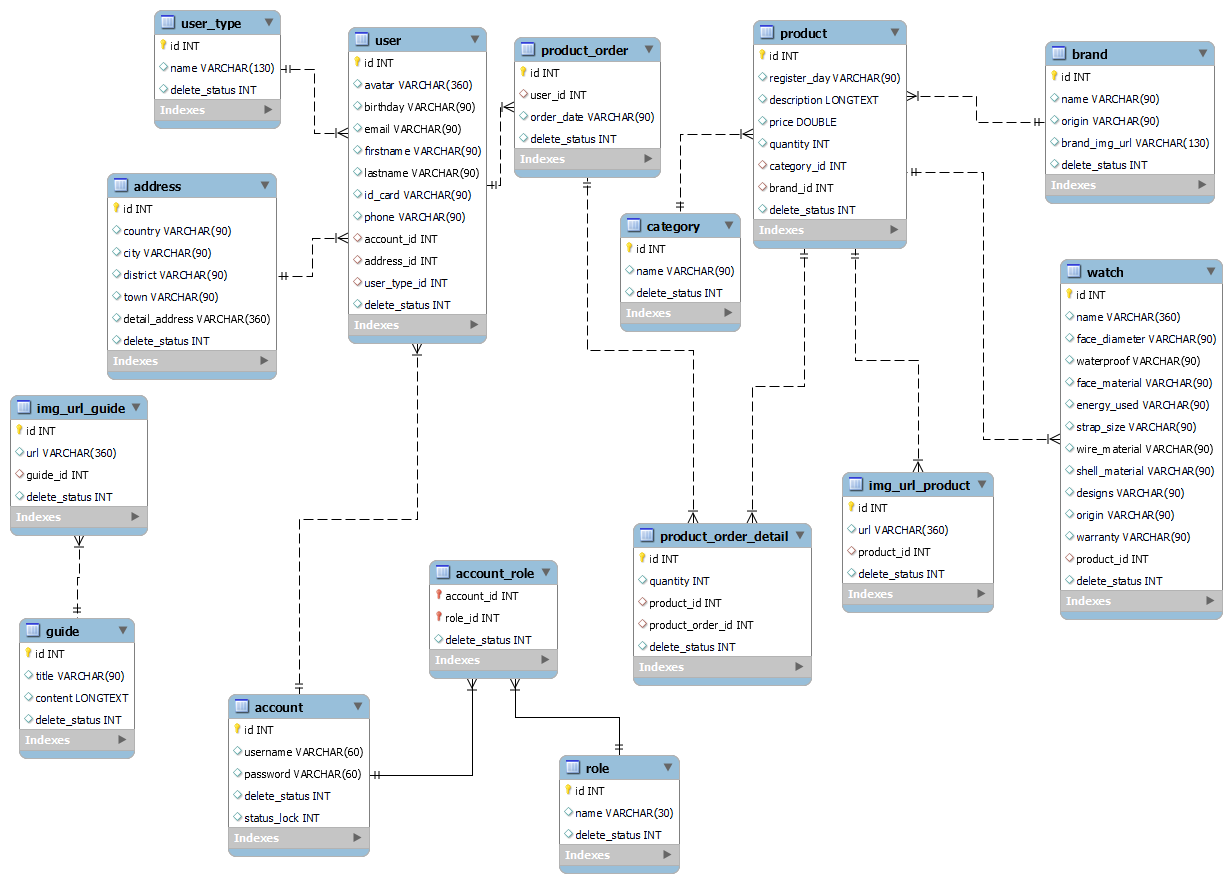 user_type
id INT
name VARCHAR(130)
delete_status INT
Indexes
user
id INT
avatar VARCHAR(360)
birthday VARCHAR(90)
email VARCHAR(90)
firstname VARCHAR(90)
lastname VARCHAR(90)
id_card VARCHAR(90)
phone VARCHAR(90)
account_id INT
address_id INT
user_type_id INT
delete_status INT
Indexes
product_order
id INT
user_id INT
order_date VARCHAR(90)
delete_status INT
Indexes
product
id INT
register_day VARCHAR(90)
description LONGTEXT
price DOUBLE
quantity INT
category_id INT
brand_id INT
delete_status INT
Indexes
brand
id INT
name VARCHAR(90)
origin VARCHAR(90)
brand_img_url VARCHAR(130)
delete_status INT
Indexes
address
id INT
country VARCHAR(90)
city VARCHAR(90)
district VARCHAR(90)
town VARCHAR(90)
detail_address VARCHAR(360)
delete_status INT
Indexes
category
id INT
name VARCHAR(90)
delete_status INT
Indexes
watch
id INT
name VARCHAR(360)
face_diameter VARCHAR(90)
waterproof VARCHAR(90)
face_material VARCHAR(90)
energy_used VARCHAR(90)
strap_size VARCHAR(90)
wire_material VARCHAR(90)
shell_material VARCHAR(90)
designs VARCHAR(90)
origin VARCHAR(90)
warranty VARCHAR(90)
product_id INT
delete_status INT
Indexes
img_url_guide
id INT
url VARCHAR(360)
guide_id INT
delete_status INT
Indexes
img_url_product
id INT
url VARCHAR(360)
product_id INT
delete_status INT
Indexes
product_order_detail
id INT
quantity INT
product_id INT
product_order_id INT
delete_status INT
Indexes
account_role
account_id INT
role_id INT
delete_status INT
Indexes
guide
id INT
title VARCHAR(90)
content LONGTEXT
delete_status INT
Indexes
account
id INT
username VARCHAR(60)
password VARCHAR(60)
delete_status INT
status_lock INT
Indexes
role
id INT
name VARCHAR(30)
delete_status INT
Indexes